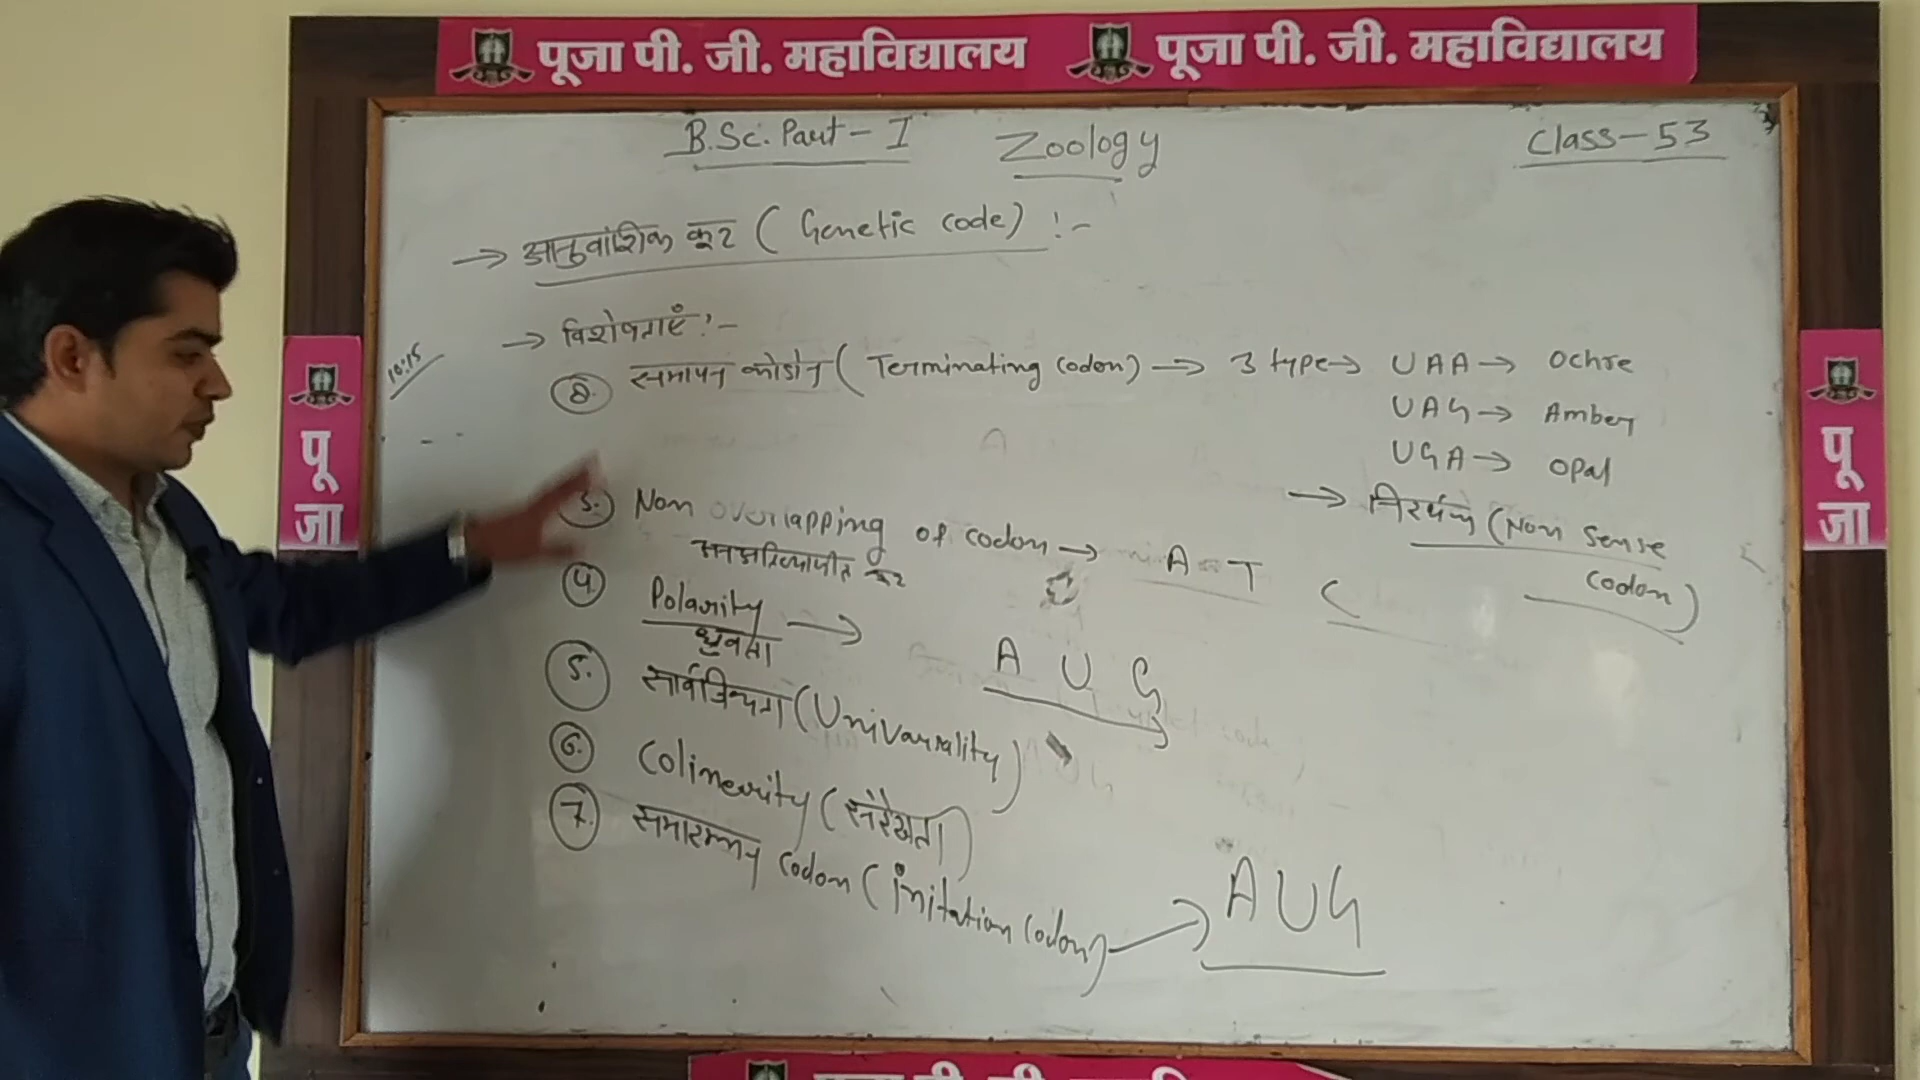 पूजा पी. जी. महाविद्यालय पूजा पी. जी. महाविद्यालय
B.Sc. Part - I Zoology Class - 53
→ आनुवांशिक कूट ( Genetic code) :-
→ विशेषताएँ :-
10:15
8. समापन कोडोन ( Terminating codon) → 3 type → UAA → Ochre
UAG → Amber
UGA → Opal
→ निरर्थक (Non Sense codon)
3. Non overlapping of codon → A T (
कूट
4. Polarity → A U G
ध्रुवता
5. सार्वत्रिकता (Univarsality)
6. Colinearity ( संरेखता )
7. समारम्भन codon ( initation codon) → AUG
पू
जा
पू
जा